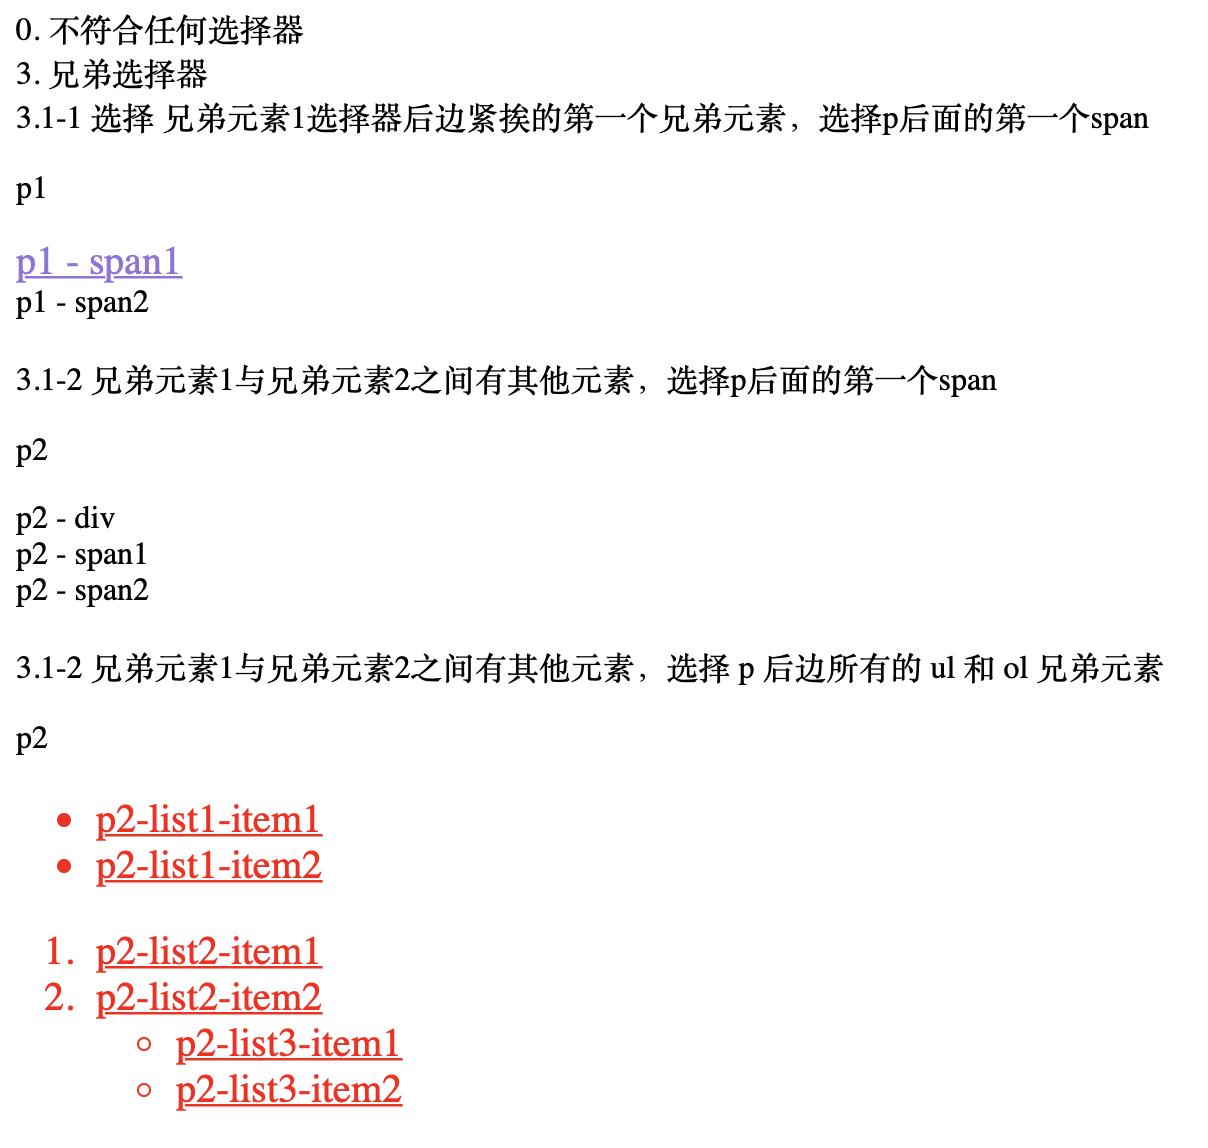 0. 不符合任何选择器
3. 兄弟选择器
3.1-1 选择 兄弟元素1选择器后边紧挨的第一个兄弟元素，选择p后面的第一个span
p1
p1 - span1
p1 - span2
3.1-2 兄弟元素1与兄弟元素2之间有其他元素，选择p后面的第一个span
p2
p2 - div
p2 - span1
p2 - span2
3.1-2 兄弟元素1与兄弟元素2之间有其他元素，选择 p 后边所有的 ul 和 ol 兄弟元素
p2
p2-list1-item1
p2-list1-item2
1. p2-list2-item1
2. p2-list2-item2
p2-list3-item1
p2-list3-item2